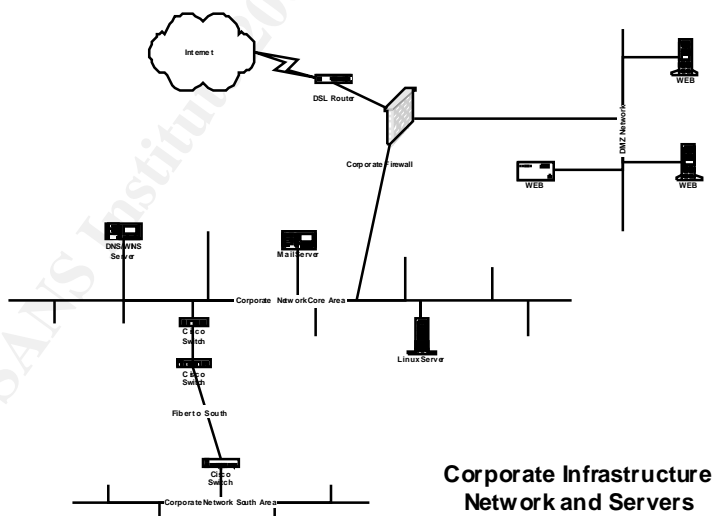 Internet
DSL Router
Corporate Firewall
WEB
DMZ Network
WEB
WEB
DNS/WINS
Server
Mail Server
Corporate Network Core Area
Cisco
Switch
Cisco
Switch
Linux Server
Fiber to South
Cisco
Switch
Corporate Network South Area
Corporate Infrastructure
Network and Servers
SANS Institute 20